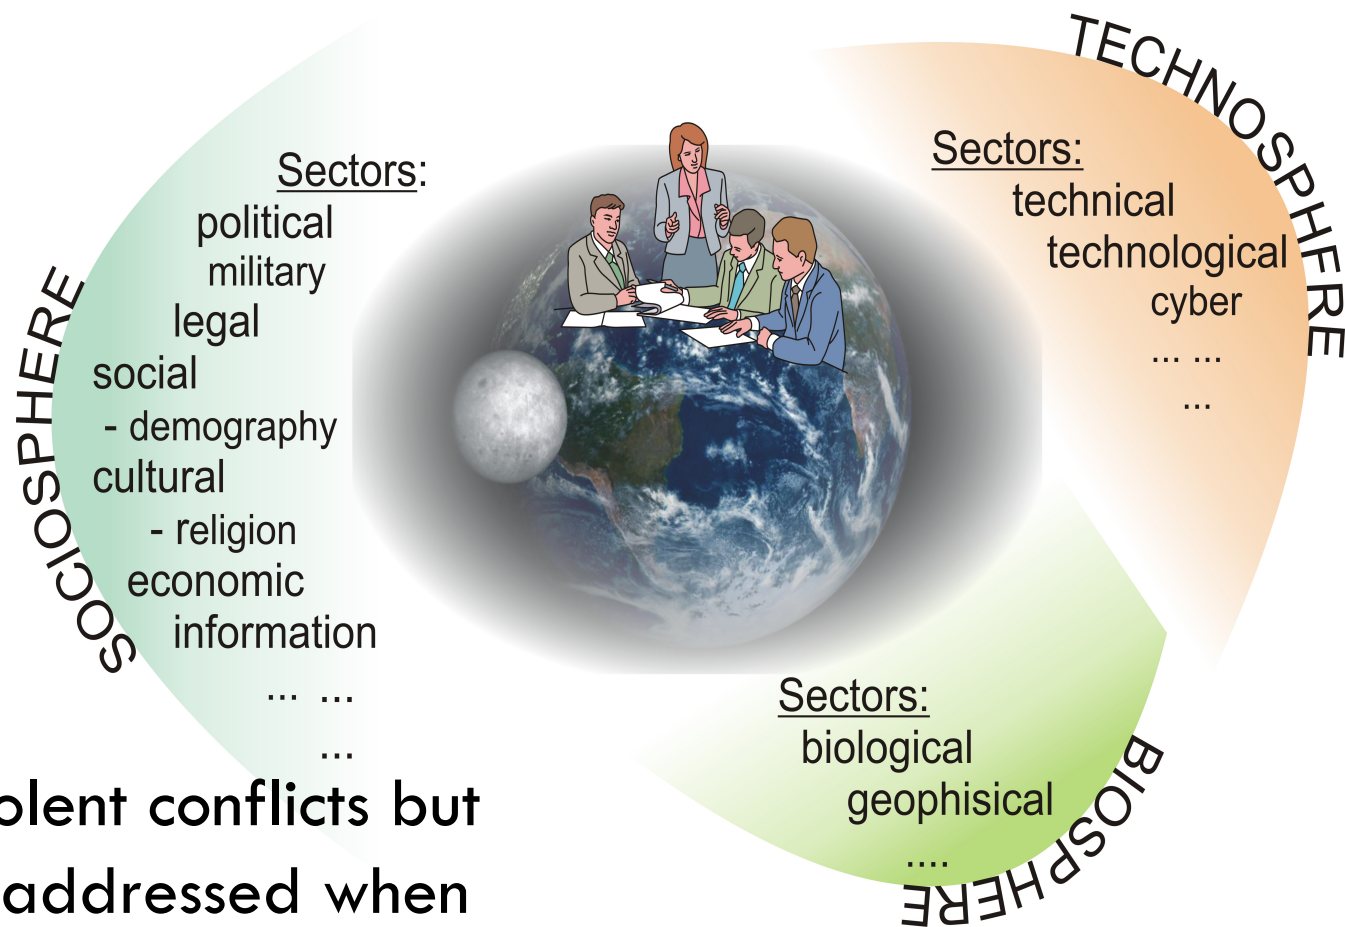 SOCIOSPHERE
Sectors:
political
military
legal
social
- demography
cultural
- religion
economic
information
... ...
...
TECHNOSPHERE
Sectors:
technical
technological
cyber
... ...
...
Sectors:
biological
geophisical
....
BIOSPHERE
olent conflicts but
addressed when